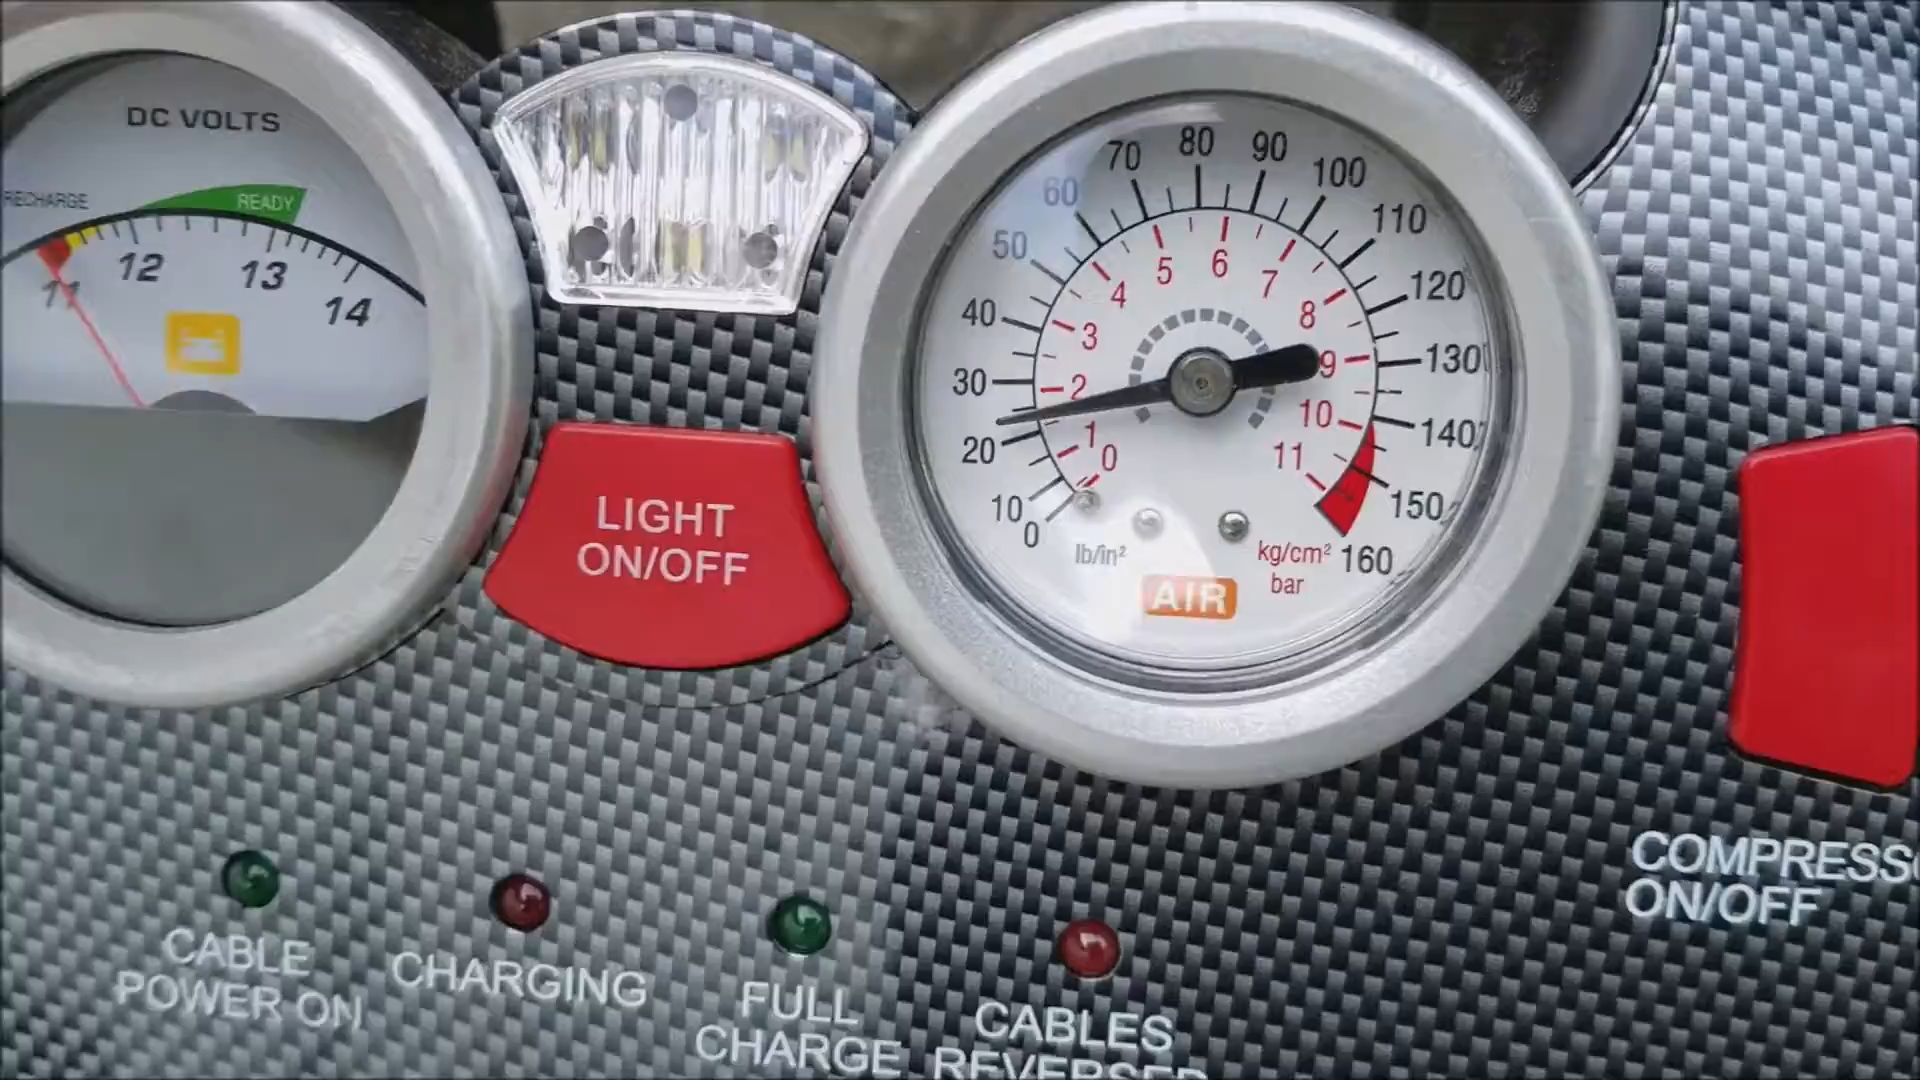 DC VOLTS
RECHARGE
READY
11
12
13
14
LIGHT
ON/OFF
0
10
20
30
40
50
60
70
80
90
100
110
120
130
140
150
160
0
1
2
3
4
5
6
7
8
9
10
11
lb/in²
kg/cm²
bar
AIR
CABLE
POWER ON
CHARGING
FULL
CHARGE
CABLES
REVERSED
COMPRESSO
ON/OFF